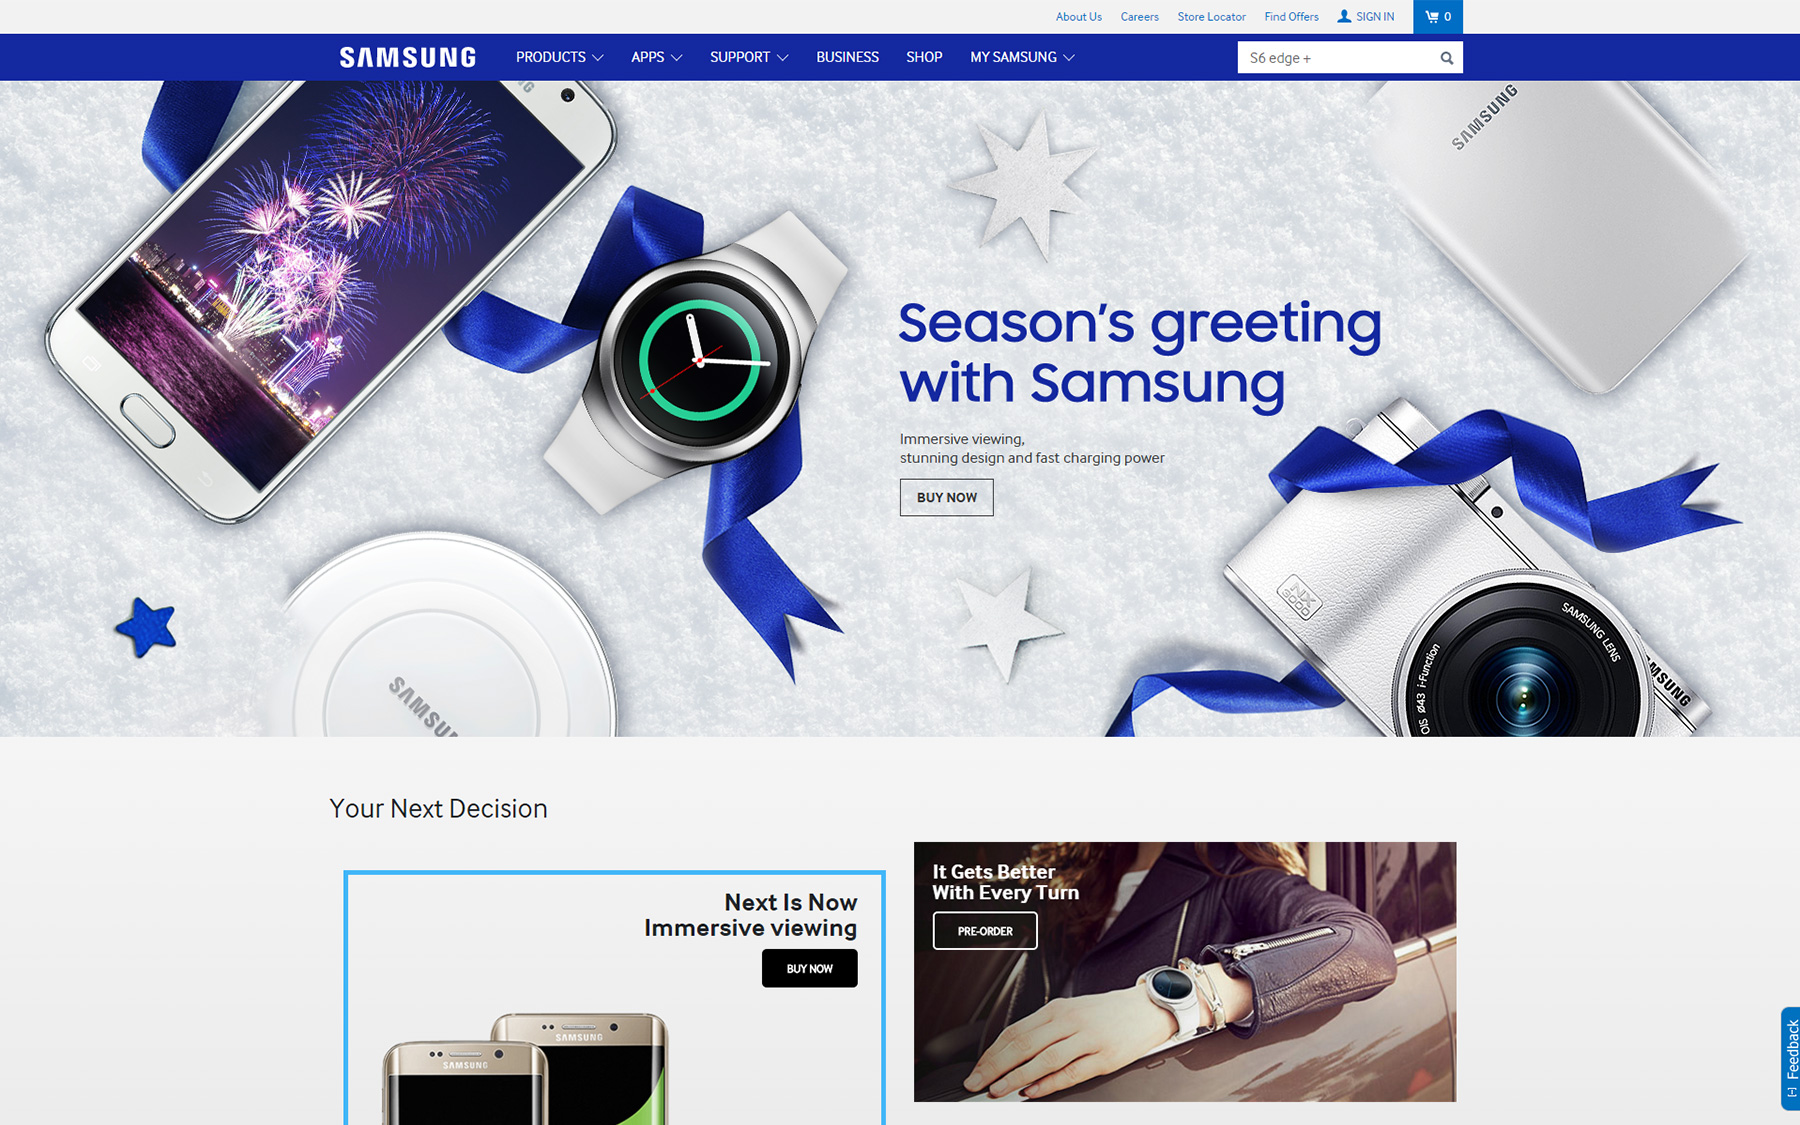 About Us Careers Store Locator Find Offers SIGN IN 0
SAMSUNG PRODUCTS APPS SUPPORT BUSINESS SHOP MY SAMSUNG S6 edge +
SAMSUNG
Season's greeting
with Samsung
Immersive viewing,
stunning design and fast charging power
BUY NOW
NX
3000
SAMSUNG LENS
OIS Ø43 i-Function
SAMSUNG
SAMSUNG
Your Next Decision
Next Is Now
Immersive viewing
BUY NOW
SAMSUNG
SAMSUNG
It Gets Better
With Every Turn
PRE-ORDER
[-] Feedback